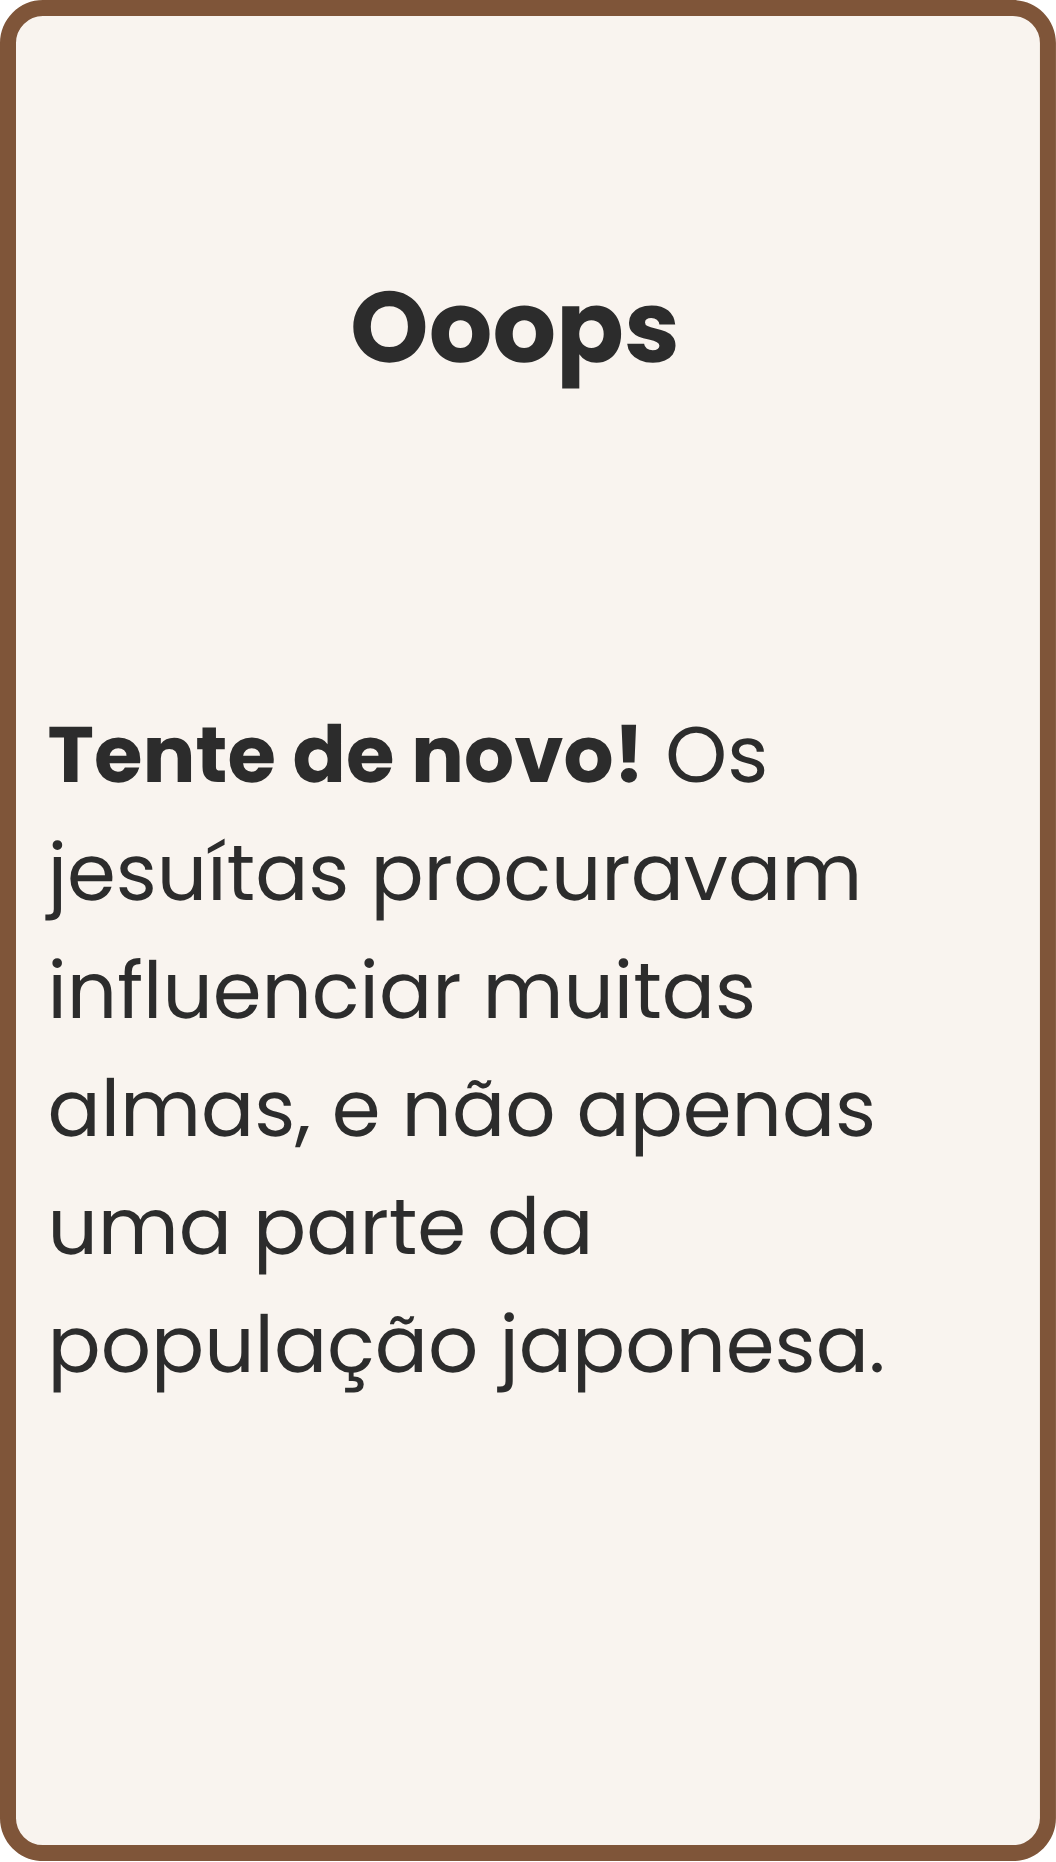 Ooops
Tente de novo! Os
jesuítas procuravam
influenciar muitas
almas, e não apenas
uma parte da
população japonesa.